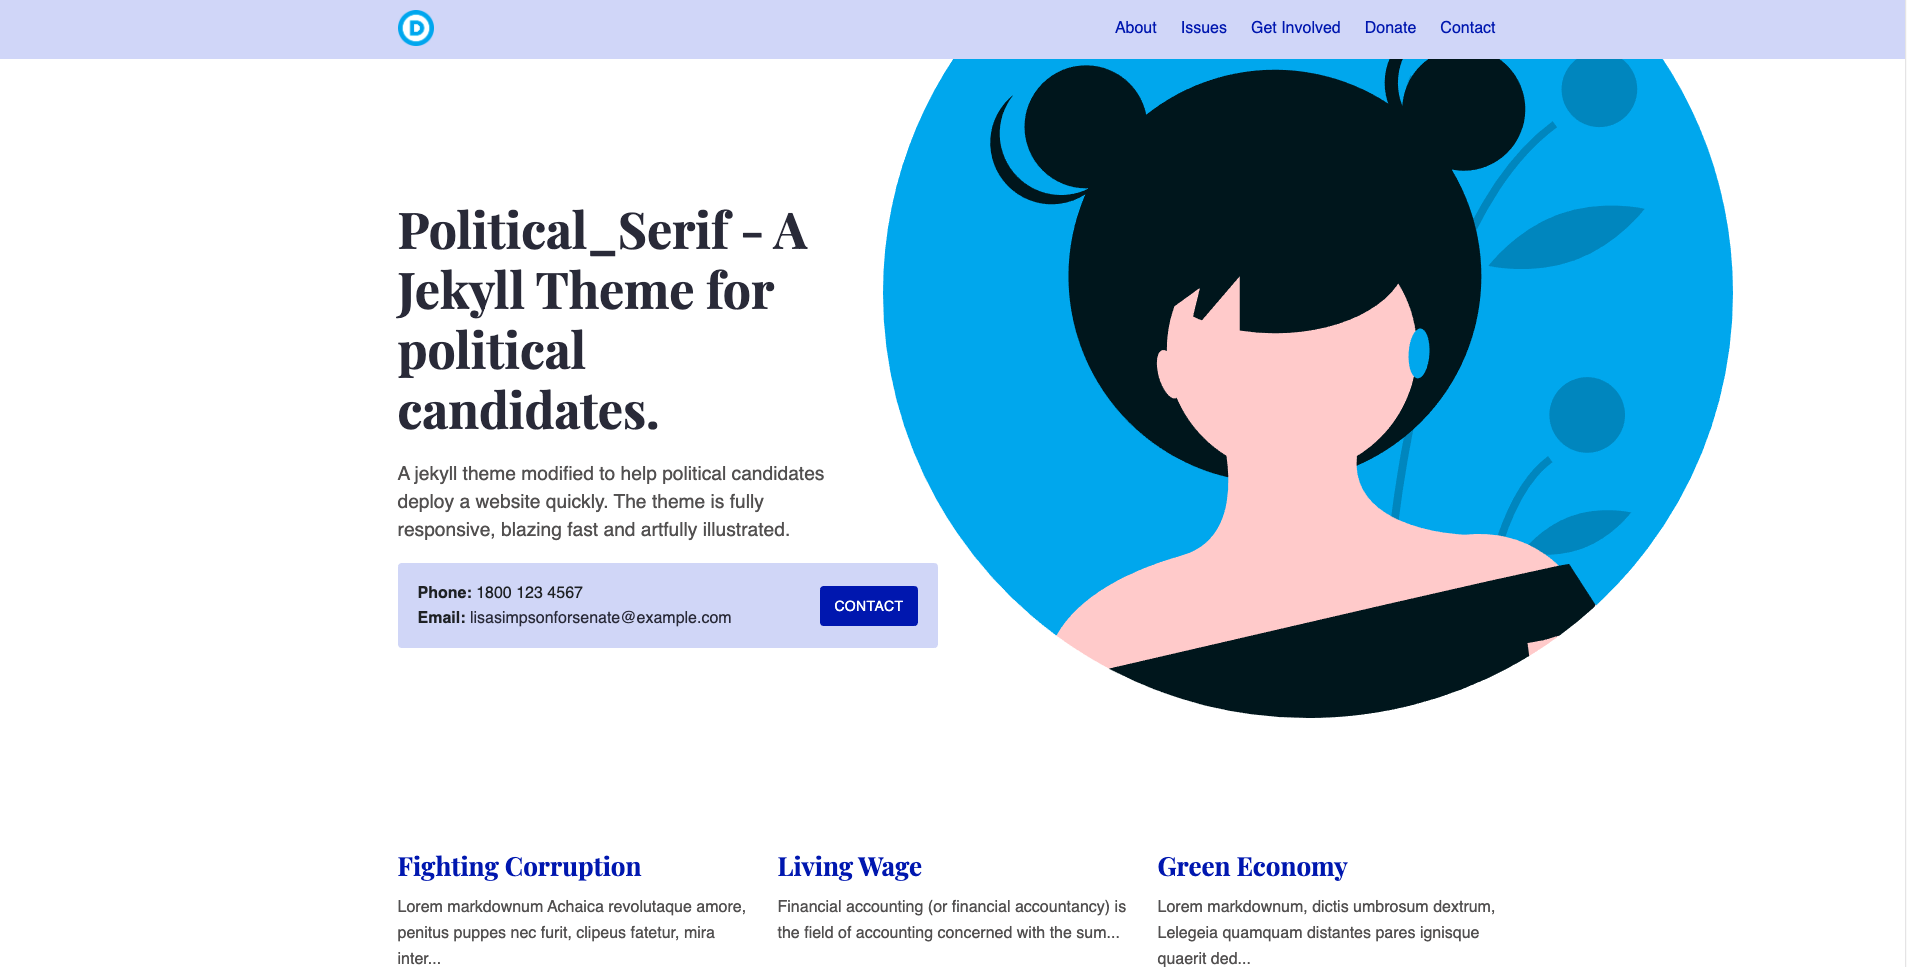 D
About Issues Get Involved Donate Contact
Political_Serif - A
Jekyll Theme for
political
candidates.
A jekyll theme modified to help political candidates
deploy a website quickly. The theme is fully
responsive, blazing fast and artfully illustrated.
Phone: 1800 123 4567
Email: lisasimpsonforsenate@example.com
CONTACT
Fighting Corruption
Lorem markdownum Achaica revolutaque amore,
penitus puppes nec furit, clipeus fatetur, mira
inter...
Living Wage
Financial accounting (or financial accountancy) is
the field of accounting concerned with the sum...
Green Economy
Lorem markdownum, dictis umbrosum dextrum,
Lelegeia quamquam distantes pares ignisque
quaerit ded...